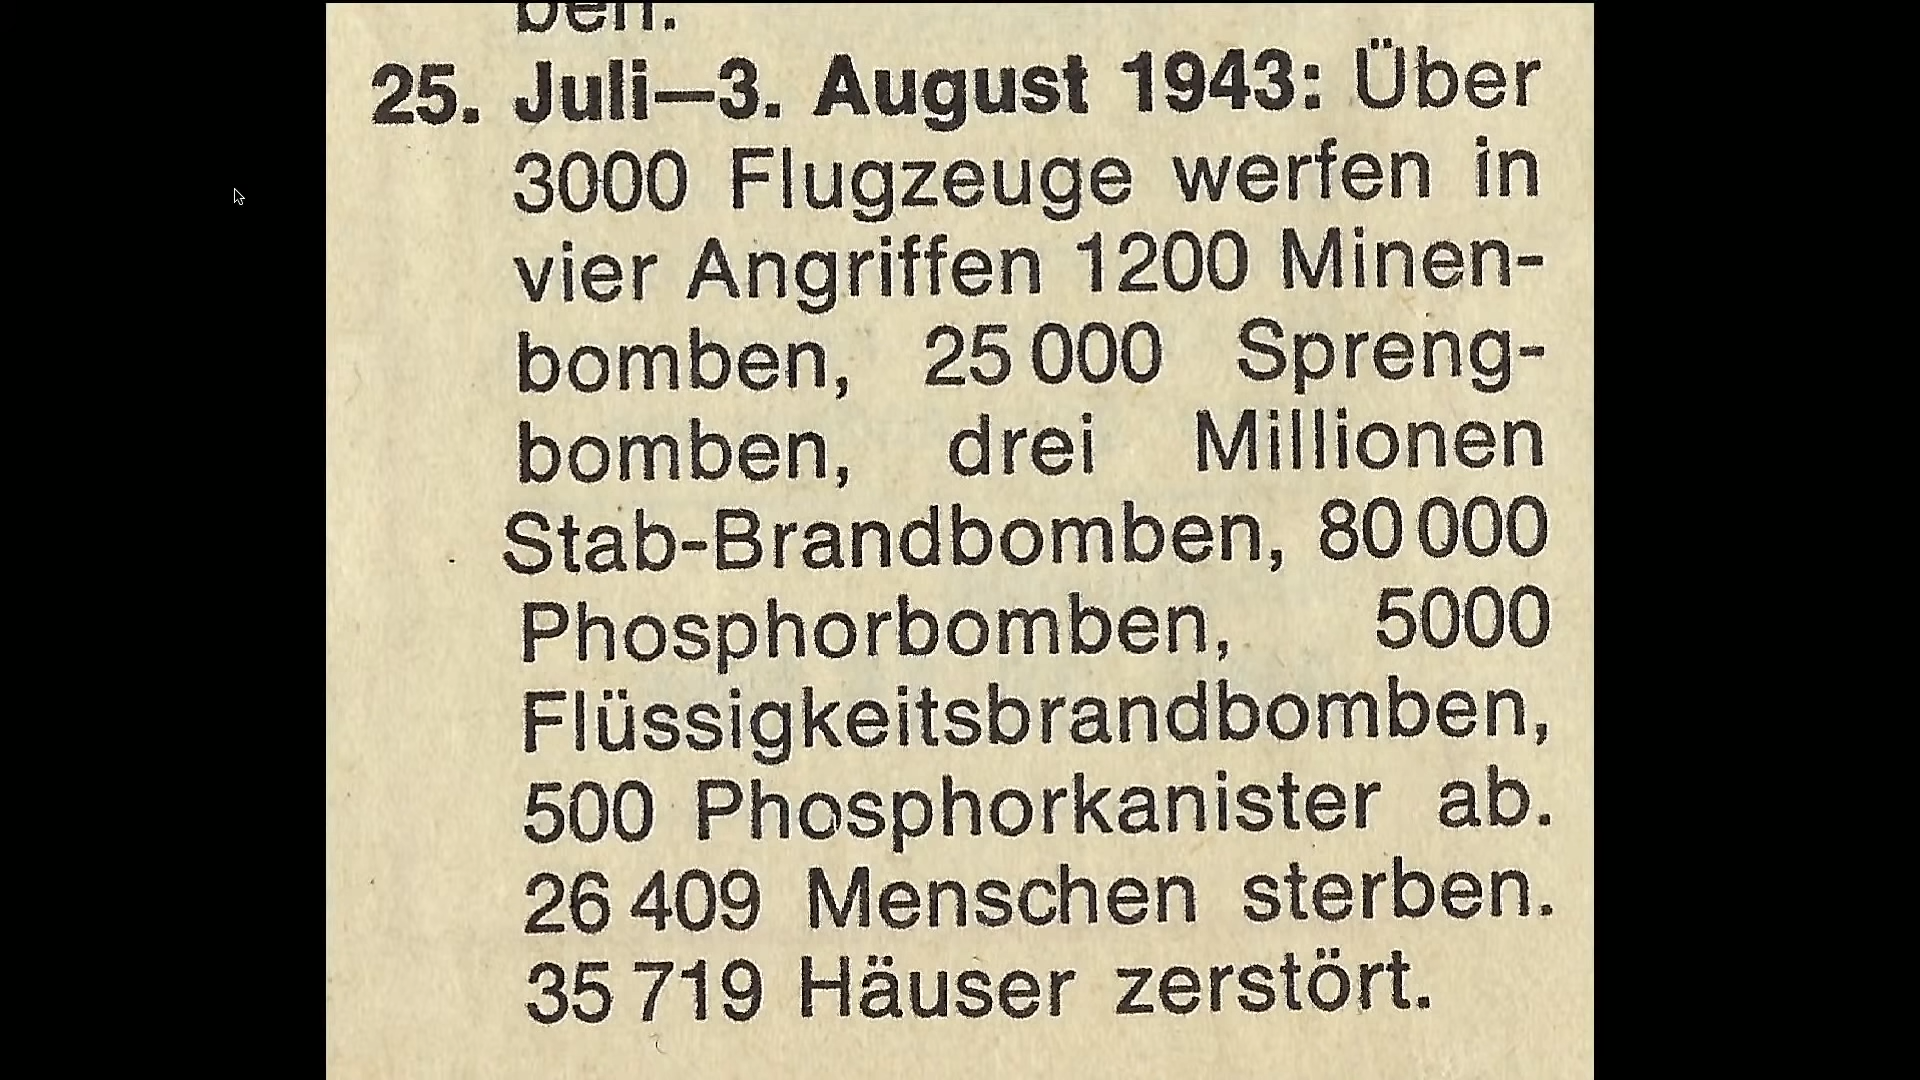 ben.
25. Juli—3. August 1943: Über
3000 Flugzeuge werfen in
vier Angriffen 1200 Minen-
bomben, 25 000 Spreng-
bomben, drei Millionen
Stab-Brandbomben, 80 000
Phosphorbomben, 5000
Flüssigkeitsbrandbomben,
500 Phosphorkanister ab.
26 409 Menschen sterben.
35 719 Häuser zerstört.